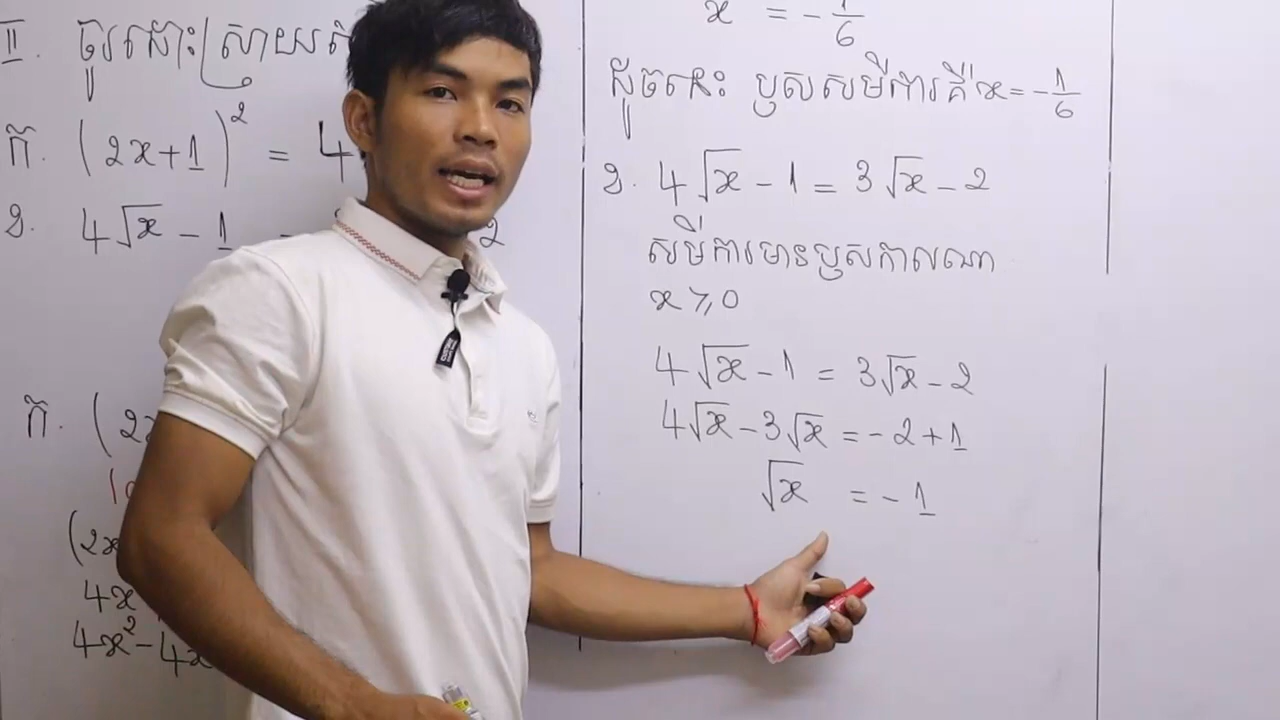 II. ចូរដោះស្រាយ
ក. (2x+1)² = 4
ខ. 4√x - 1 2
ក. (2x
(2x
4x
4x² - 4x
x = -1/6
ដូចនេះ ឫសសមីការគឺ x = -1/6
ខ. 4√x - 1 = 3√x - 2
សមីការមានឫសកាលណា
x ⩾ 0
4√x - 1 = 3√x - 2
4√x - 3√x = -2 + 1
√x = -1